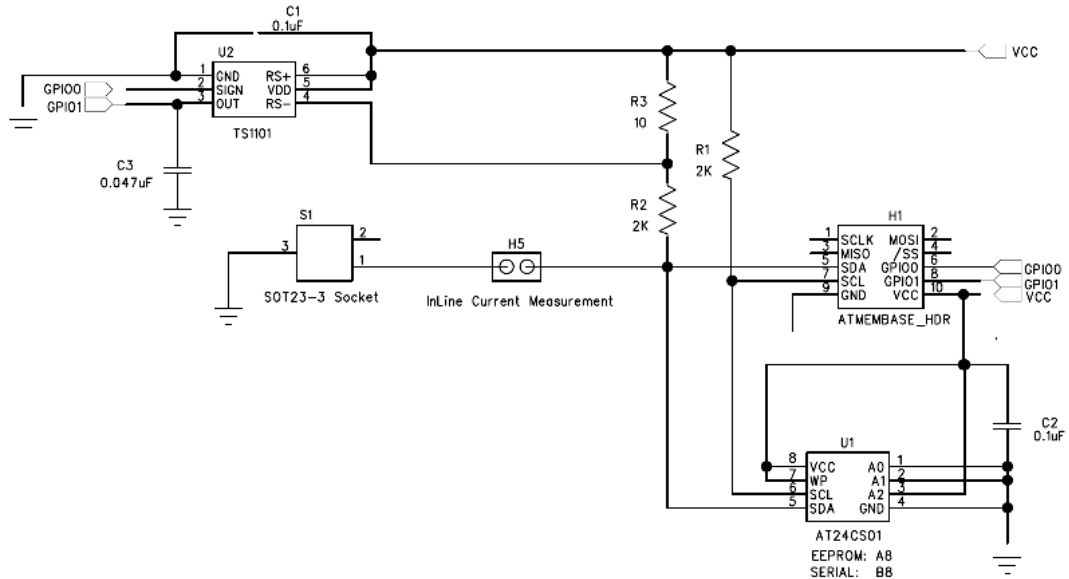 C1
0.1uF
U2
VCC
1 GND RS+ 6
2 SIGN VDD 5
3 OUT RS- 4
GPIO0
GPIO1
TS1101
R3
10
R1
2K
C3
0.047uF
R2
2K
S1
2
3
1
SOT23-3 Socket
H5
InLine Current Measurement
H1
1 SCLK MOSI 2
3 MISO /SS 4
5 SDA GPIO0 6
7 SCL GPIO1 8
9 GND VCC 10
GPIO0
GPIO1
VCC
ATMEMBASE_HDR
C2
0.1uF
U1
8 VCC A0 1
7 WP A1 2
6 SCL A2 3
5 SDA GND 4
AT24CS01
EEPROM: A8
SERIAL: B8